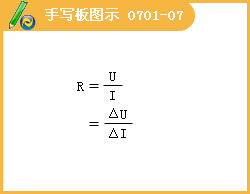 手写板图示 0701-07
R = U / I
= ΔU / ΔI